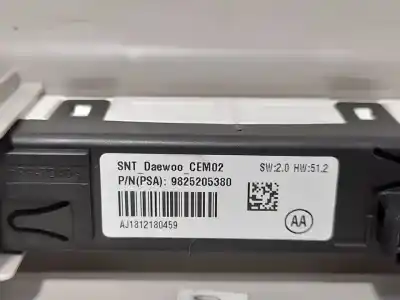 SNT_Daewoo_CEM02
SW:2.0 HW:51.2
P/N(PSA): 9825205380
AJ1812180459
AA